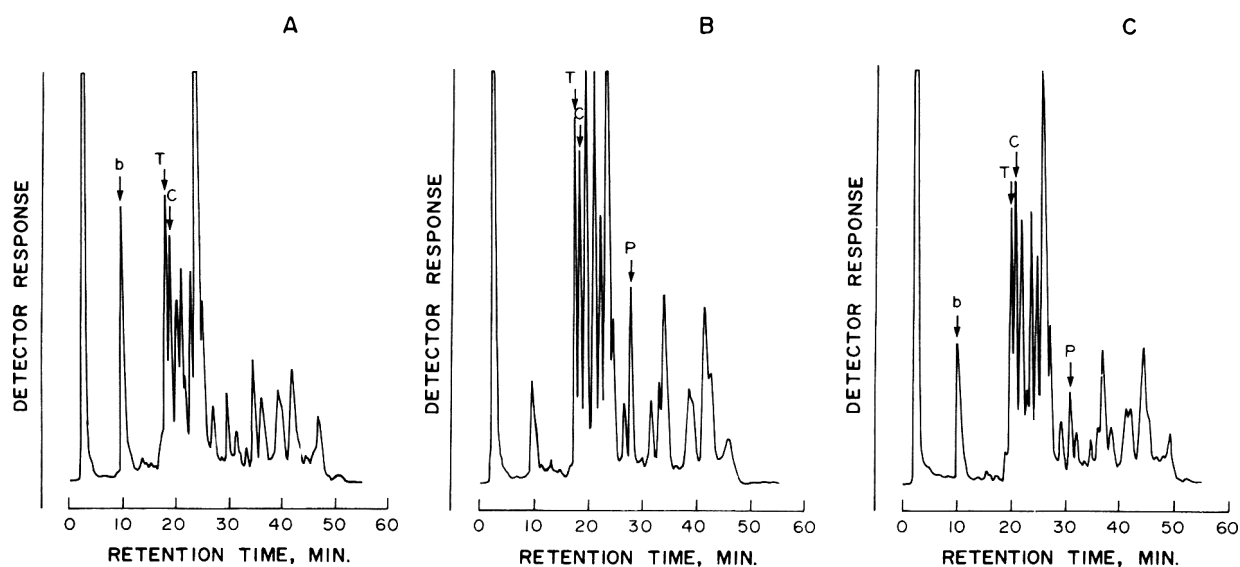 A
B
C
DETECTOR RESPONSE
b
T
C
0 10 20 30 40 50 60
RETENTION TIME, MIN.
DETECTOR RESPONSE
T
C
P
0 10 20 30 40 50 60
RETENTION TIME, MIN.
DETECTOR RESPONSE
b
T
C
P
0 10 20 30 40 50 60
RETENTION TIME, MIN.